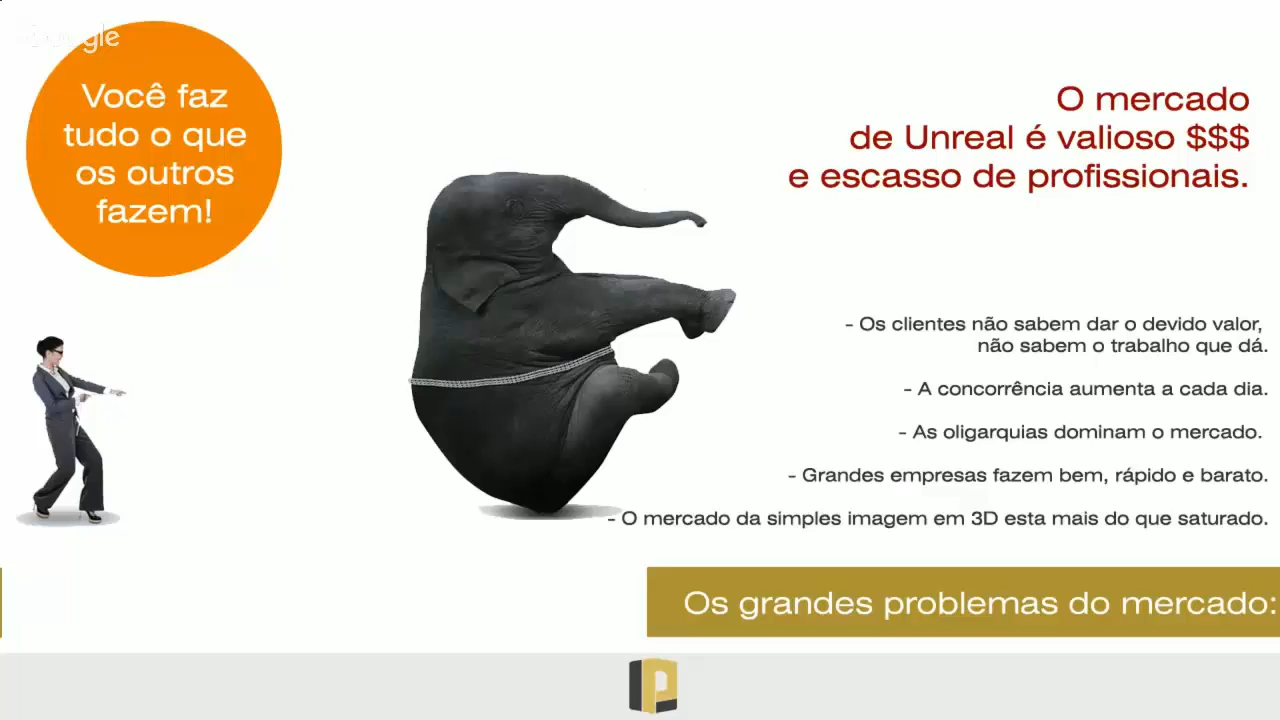 Google
Você faz
tudo o que
os outros
fazem!
O mercado
de Unreal é valioso $$$
e escasso de profissionais.
- Os clientes não sabem dar o devido valor,
não sabem o trabalho que dá.
- A concorrência aumenta a cada dia.
- As oligarquias dominam o mercado.
- Grandes empresas fazem bem, rápido e barato.
- O mercado da simples imagem em 3D esta mais do que saturado.
Os grandes problemas do mercado: